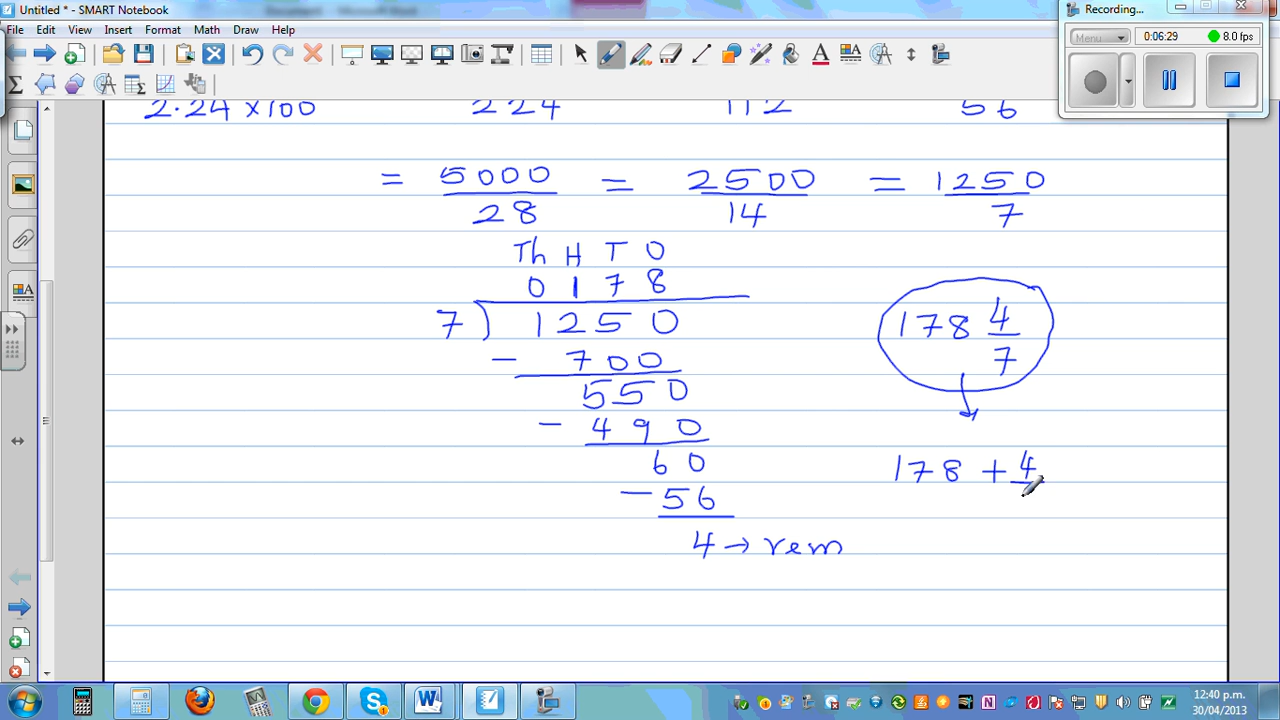 Untitled * - SMART Notebook
Recording...
File Edit View Insert Format Math Draw Help
Menu 0:06:29 8.0 fps
2.24 x100 224 112 56
= 5000 = 2500 = 1250
28 14 7
Th H T O
0 1 7 8
7 ) 1 2 5 0
- 7 0 0
5 5 0
- 4 9 0
6 0
- 5 6
4 → rem
178 4
7
178 + 4
12:40 p.m.
30/04/2013